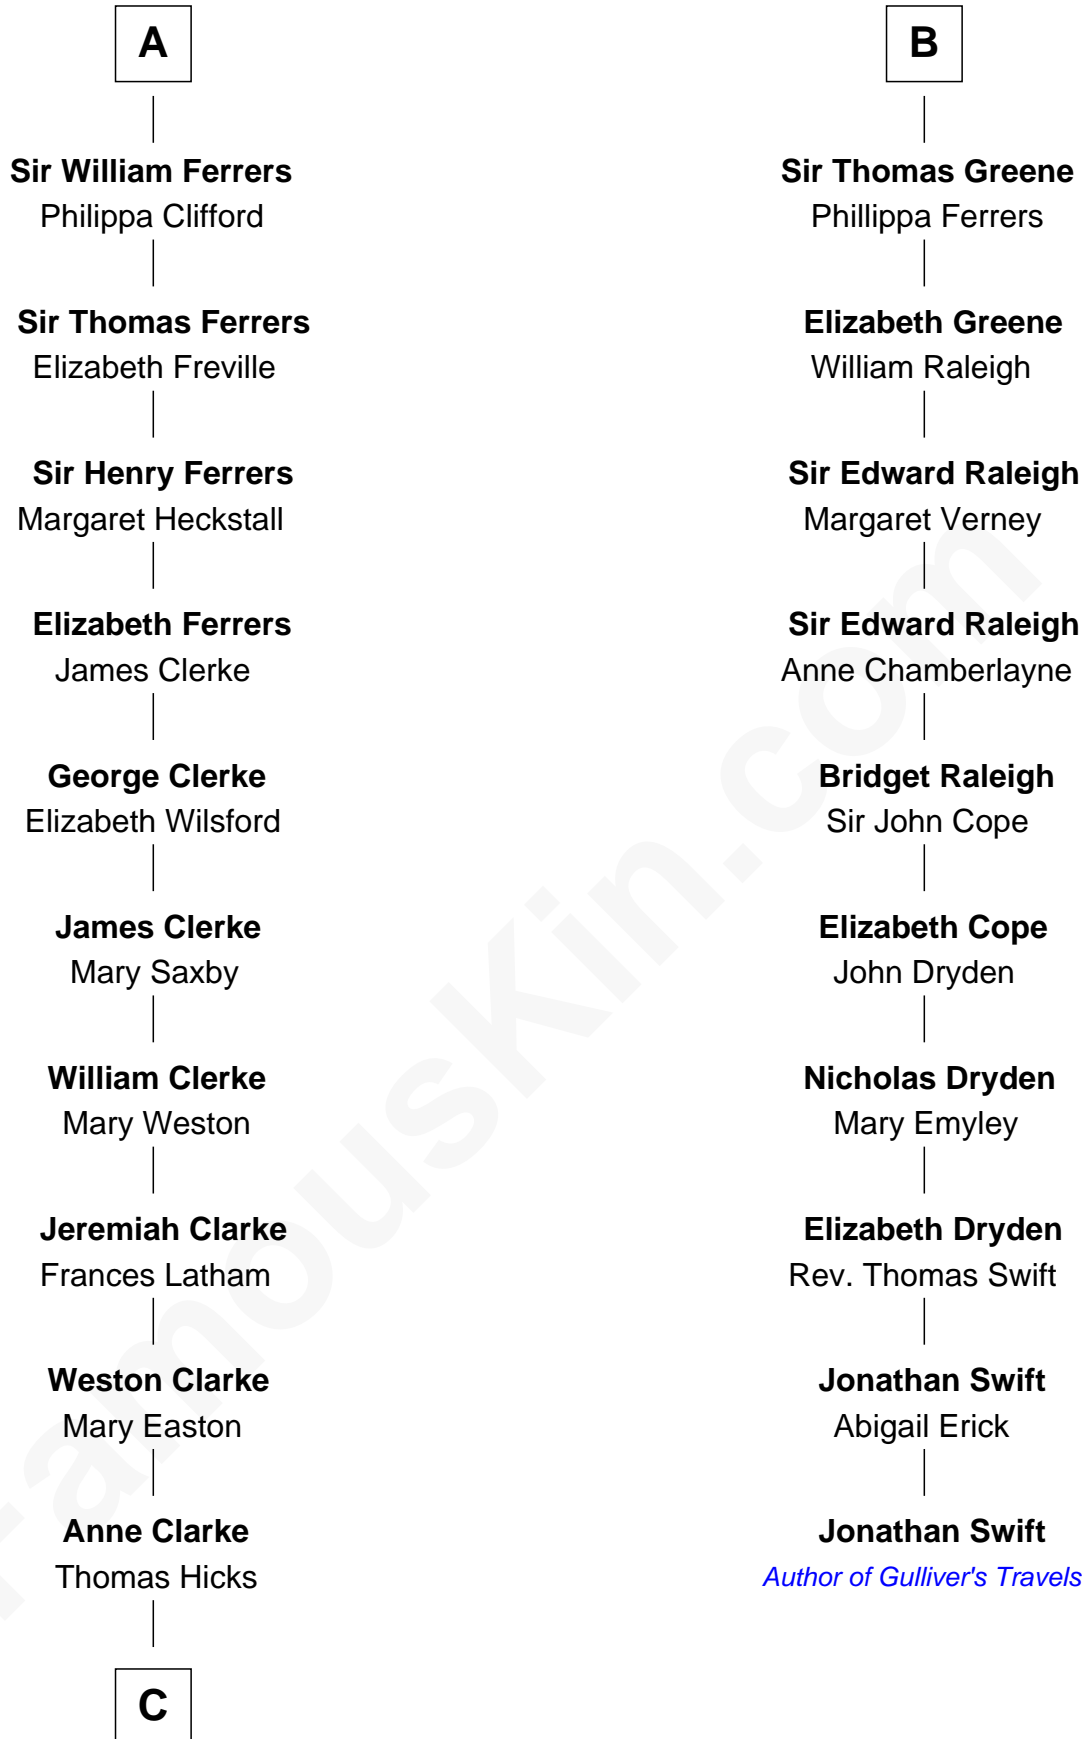 A
Sir William Ferrers
Philippa Clifford
Sir Thomas Ferrers
Elizabeth Freville
Sir Henry Ferrers
Margaret Heckstall
Elizabeth Ferrers
James Clerke
George Clerke
Elizabeth Wilsford
James Clerke
Mary Saxby
William Clerke
Mary Weston
Jeremiah Clarke
Frances Latham
Weston Clarke
Mary Easton
Anne Clarke
Thomas Hicks
C
B
Sir Thomas Greene
Phillippa Ferrers
Elizabeth Greene
William Raleigh
Sir Edward Raleigh
Margaret Verney
Sir Edward Raleigh
Anne Chamberlayne
Bridget Raleigh
Sir John Cope
Elizabeth Cope
John Dryden
Nicholas Dryden
Mary Emyley
Elizabeth Dryden
Rev. Thomas Swift
Jonathan Swift
Abigail Erick
Jonathan Swift
Author of Gulliver's Travels
FamousKin.com